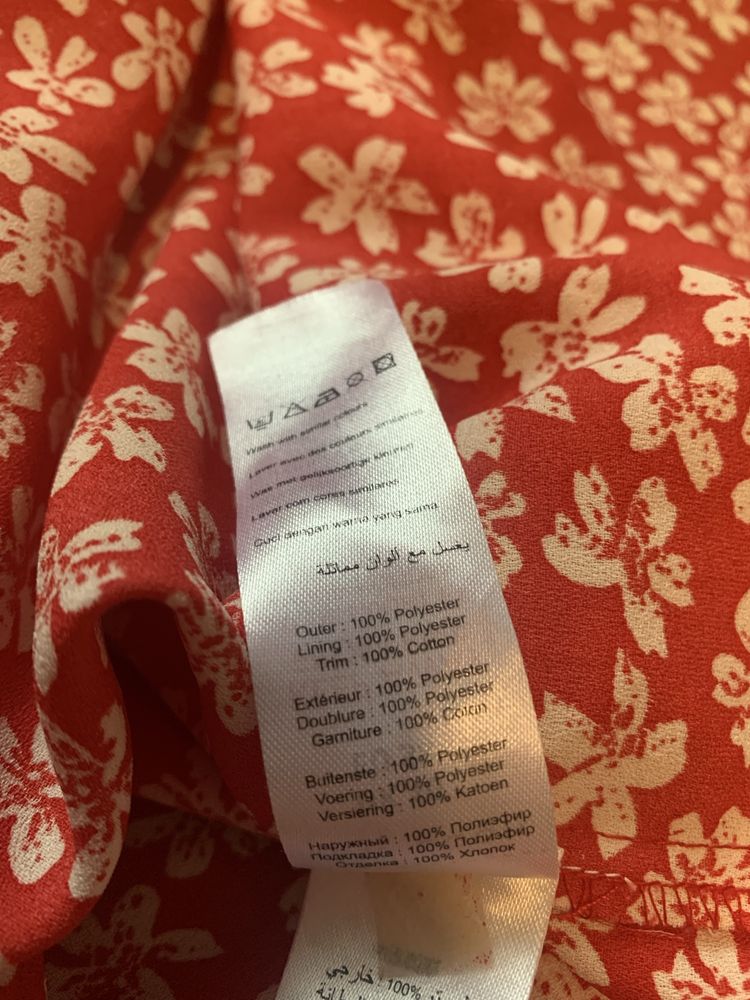 Wash with similar colours
Laver avec des couleurs similaires
Was met gelijksoortige kleuren
Lavar com cores similares
Cuci dengan warna yang sama
يغسل مع ألوان مماثلة
Outer : 100% Polyester
Lining : 100% Polyester
Trim : 100% Cotton
Extérieur : 100% Polyester
Doublure : 100% Polyester
Garniture : 100% Coton
Buitenste : 100% Polyester
Voering : 100% Polyester
Versiering : 100% Katoen
Наружный : 100% Полиэфир
Подкладка : 100% Полиэфир
Отделка : 100% Хлопок
خارجي : 100%